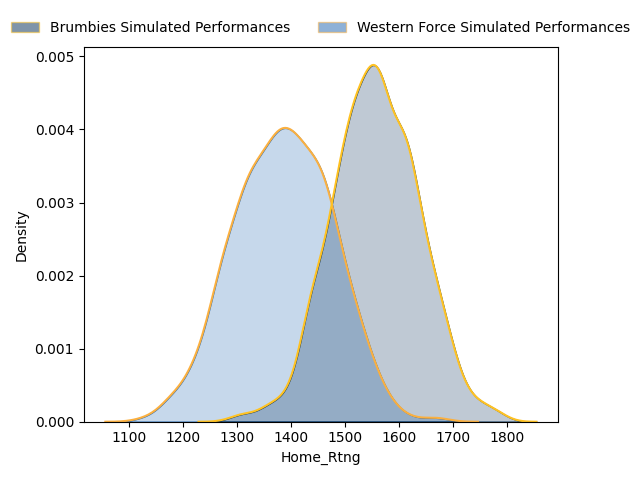 Brumbies Simulated Performances Western Force Simulated Performances
0.005
0.004
0.003
0.002
0.001
0.000
Density
1100 1200 1300 1400 1500 1600 1700 1800
Home_Rtng